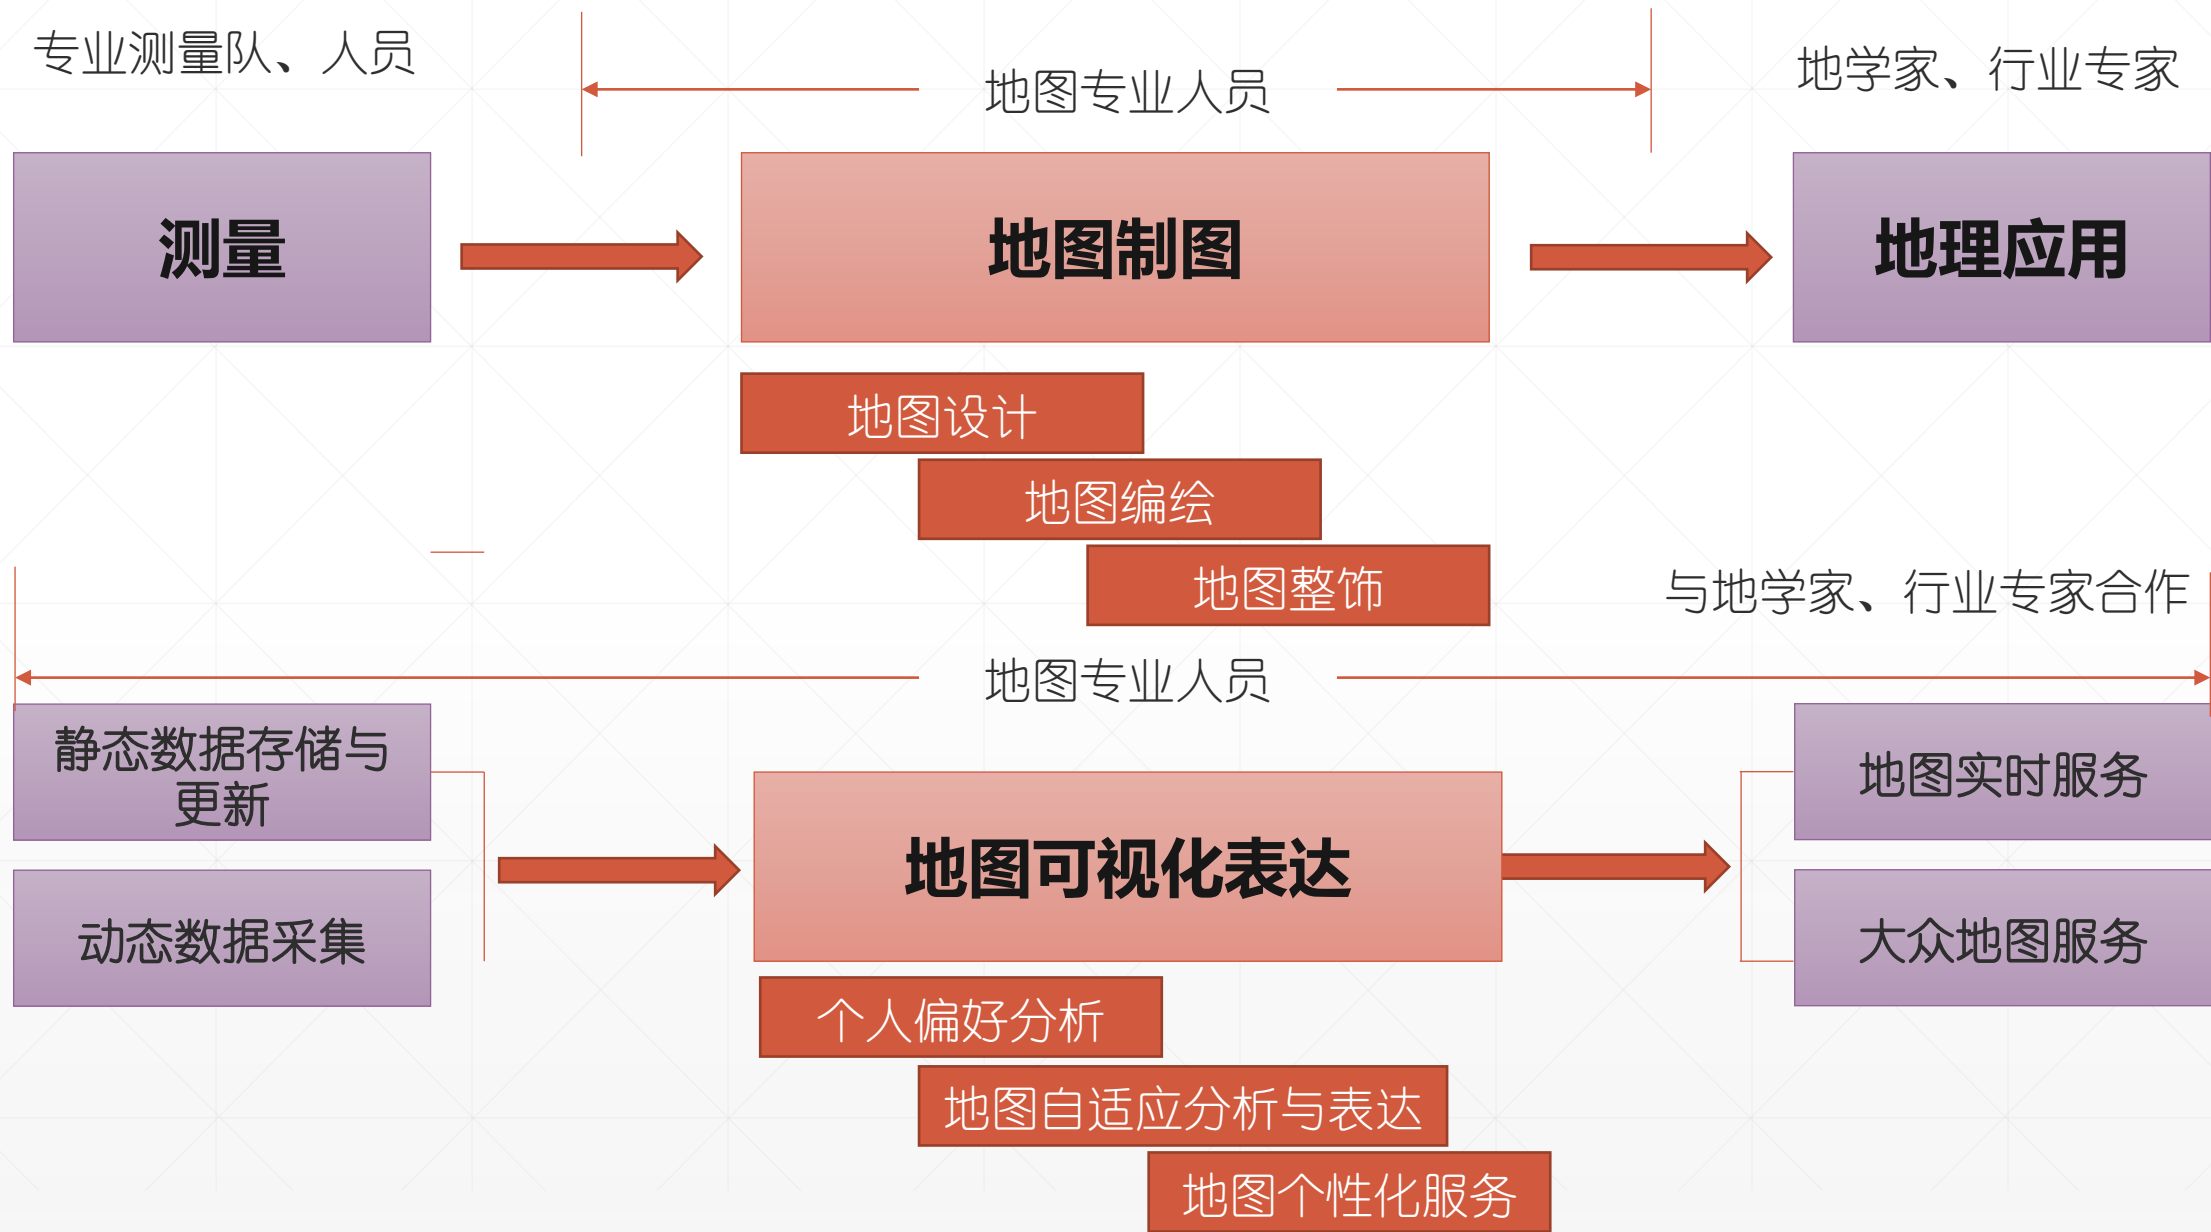 专业测量队、人员
地图专业人员
地学家、行业专家
测量
地图制图
地理应用
地图设计
地图编绘
地图整饰
与地学家、行业专家合作
地图专业人员
静态数据存储与
更新
动态数据采集
地图可视化表达
地图实时服务
大众地图服务
个人偏好分析
地图自适应分析与表达
地图个性化服务